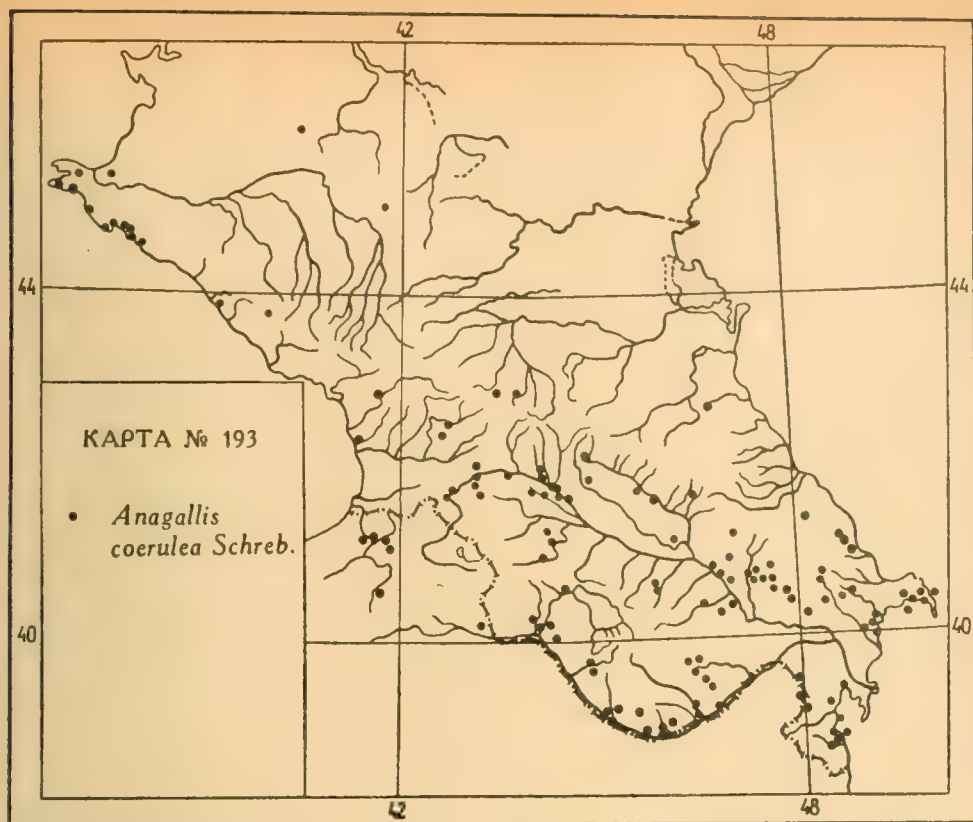 42 48
44 44
КАРТА № 193
Anagallis
coerulea Schreb.
40 40
42 48